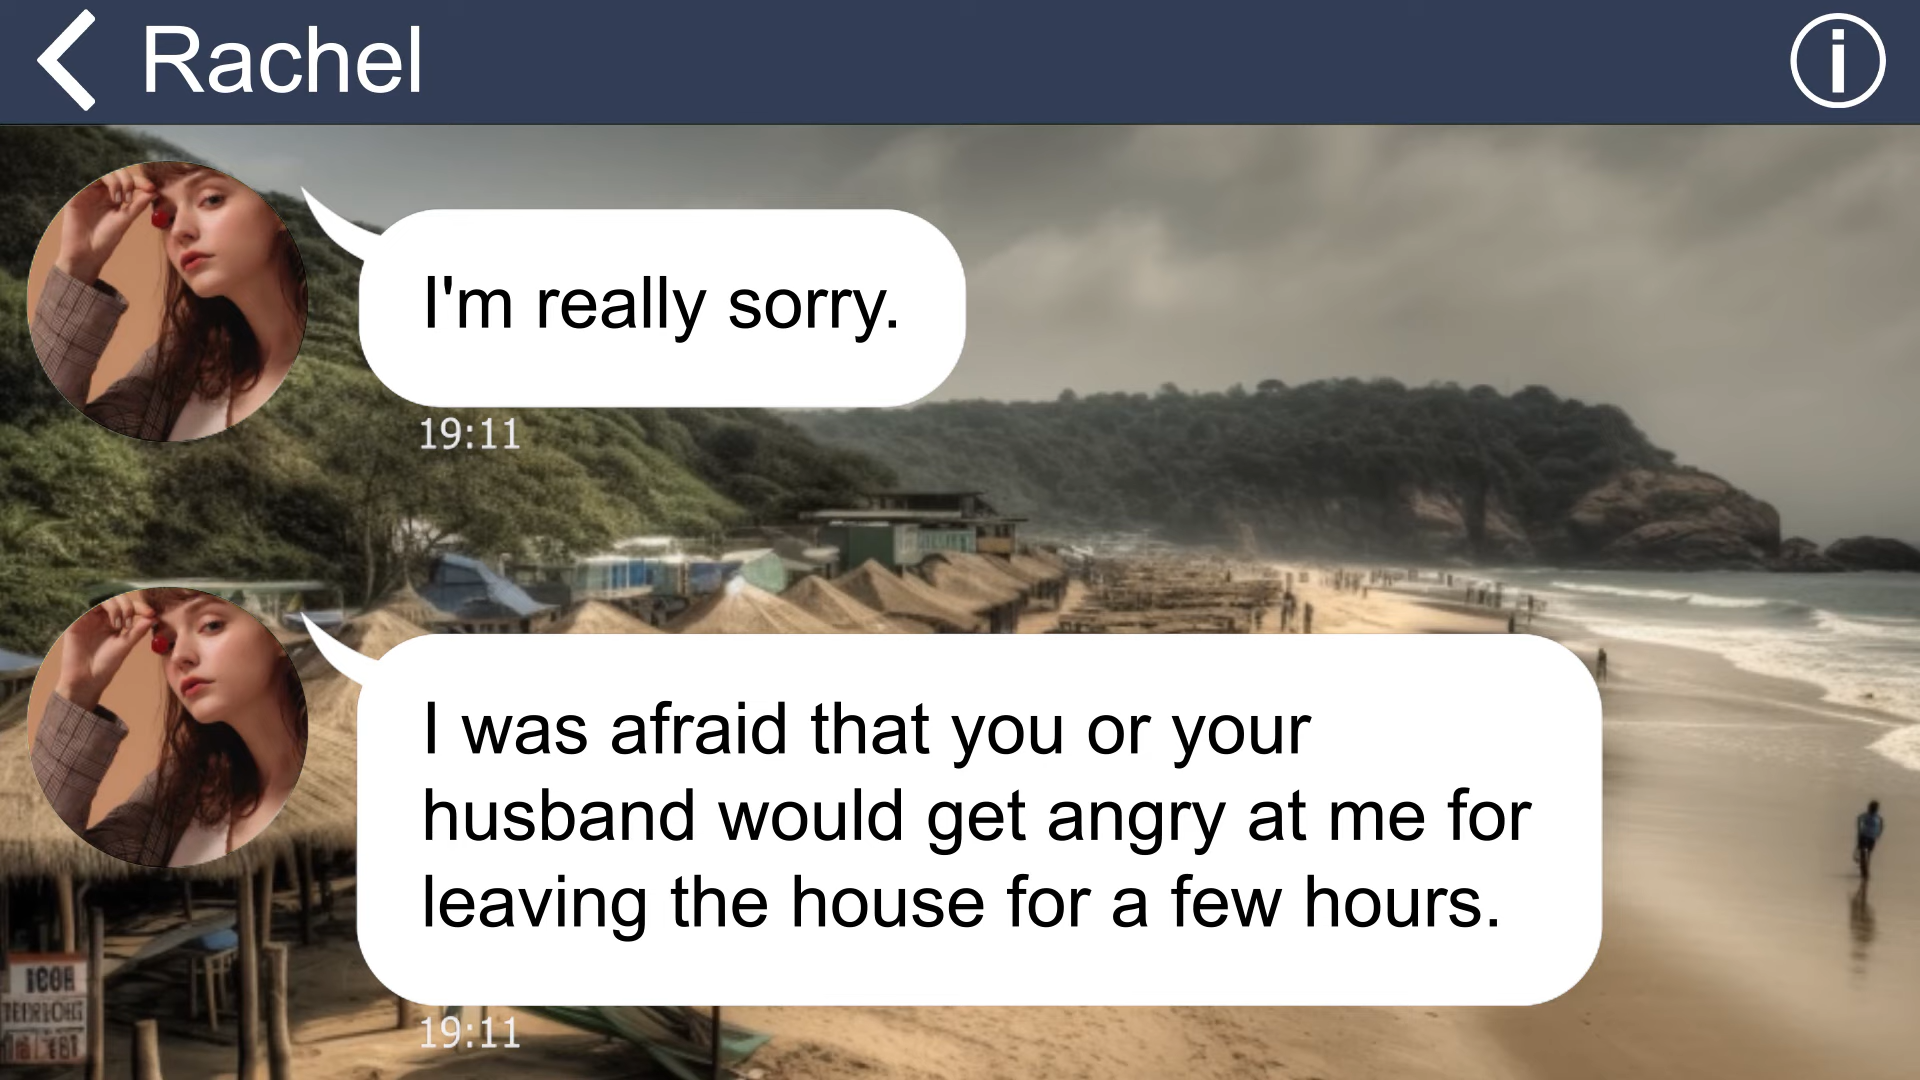 Rachel
I'm really sorry.
19:11
I was afraid that you or your
husband would get angry at me for
leaving the house for a few hours.
19:11